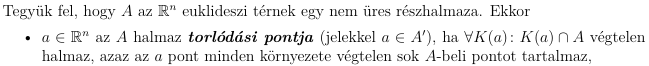 Tegyük fel, hogy A az ℝⁿ euklideszi térnek egy nem üres részhalmaza. Ekkor
• a ∈ ℝⁿ az A halmaz torlódási pontja (jelekkel a ∈ A′), ha ∀K(a): K(a) ∩ A végtelen
halmaz, azaz az a pont minden környezete végtelen sok A-beli pontot tartalmaz,